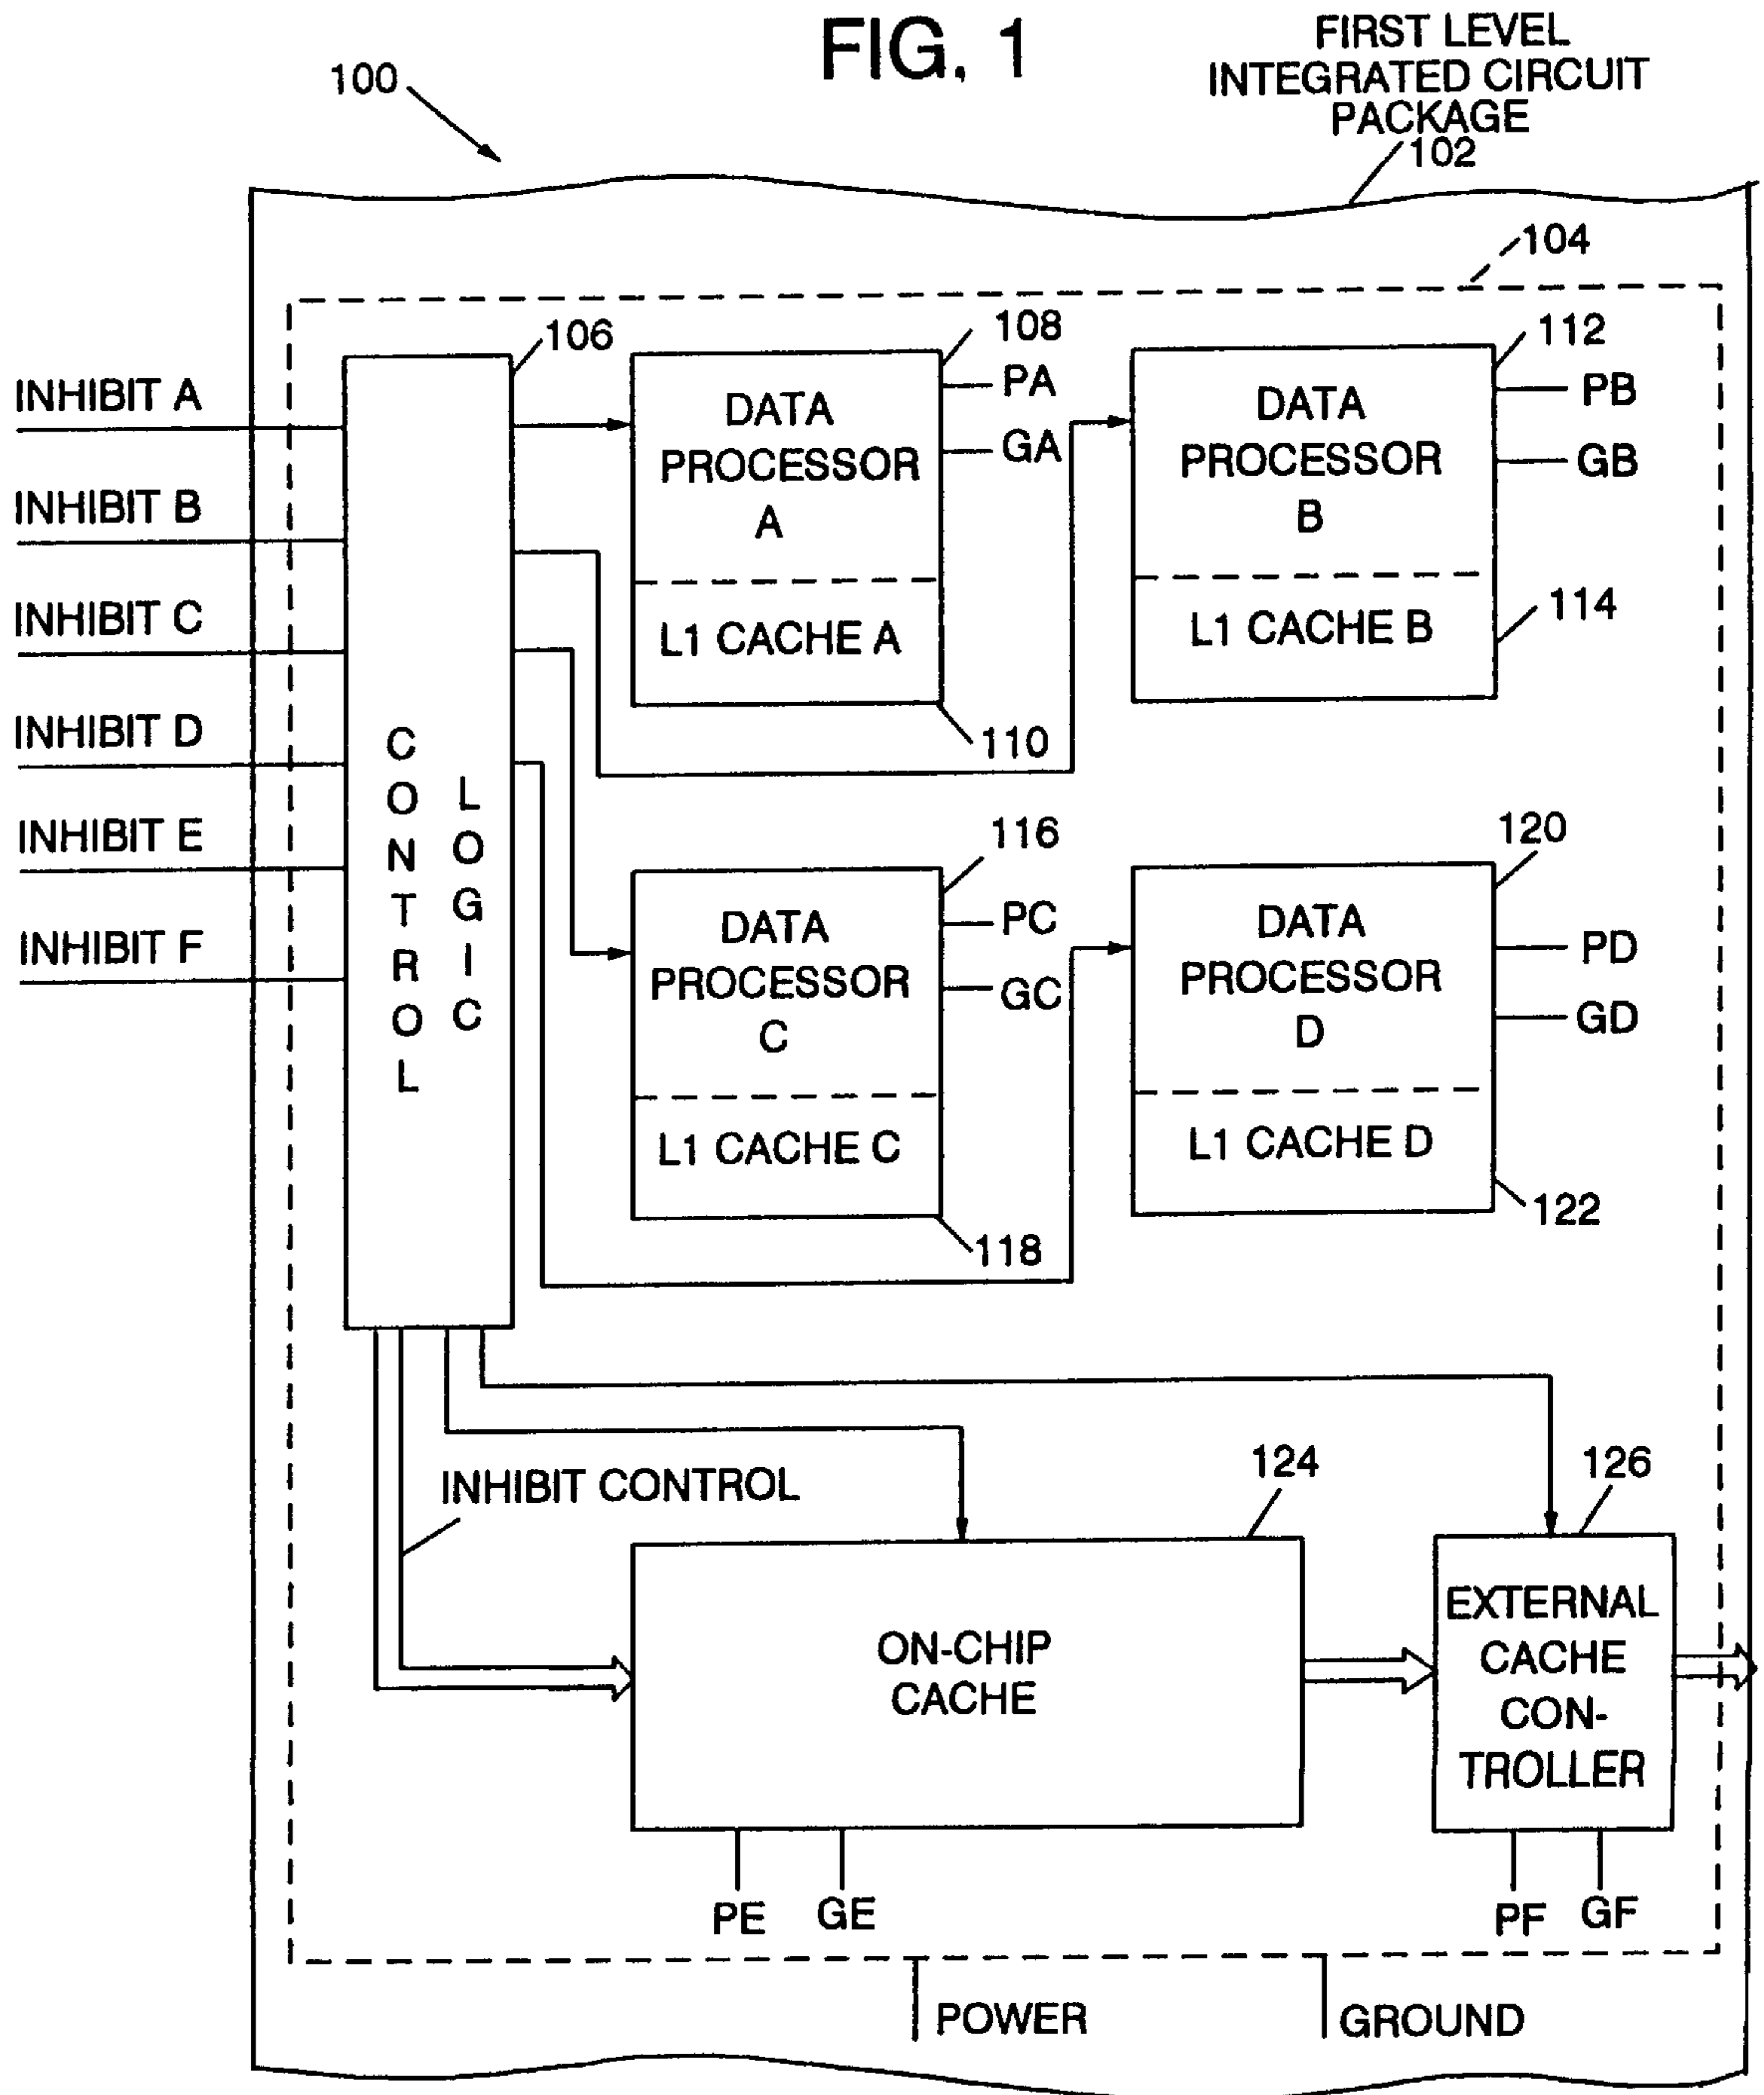 FIG. 1
FIRST LEVEL
INTEGRATED CIRCUIT
PACKAGE
102
100
104
106
108
112
INHIBIT A
INHIBIT B
INHIBIT C
INHIBIT D
INHIBIT E
INHIBIT F
CONTROL
LOGIC
DATA
PROCESSOR
A
L1 CACHE A
PA
GA
110
DATA
PROCESSOR
B
L1 CACHE B
PB
GB
114
116
120
DATA
PROCESSOR
C
L1 CACHE C
PC
GC
118
DATA
PROCESSOR
D
L1 CACHE D
PD
GD
122
INHIBIT CONTROL
124
126
ON-CHIP
CACHE
EXTERNAL
CACHE
CON-
TROLLER
PE
GE
PF
GF
POWER
GROUND